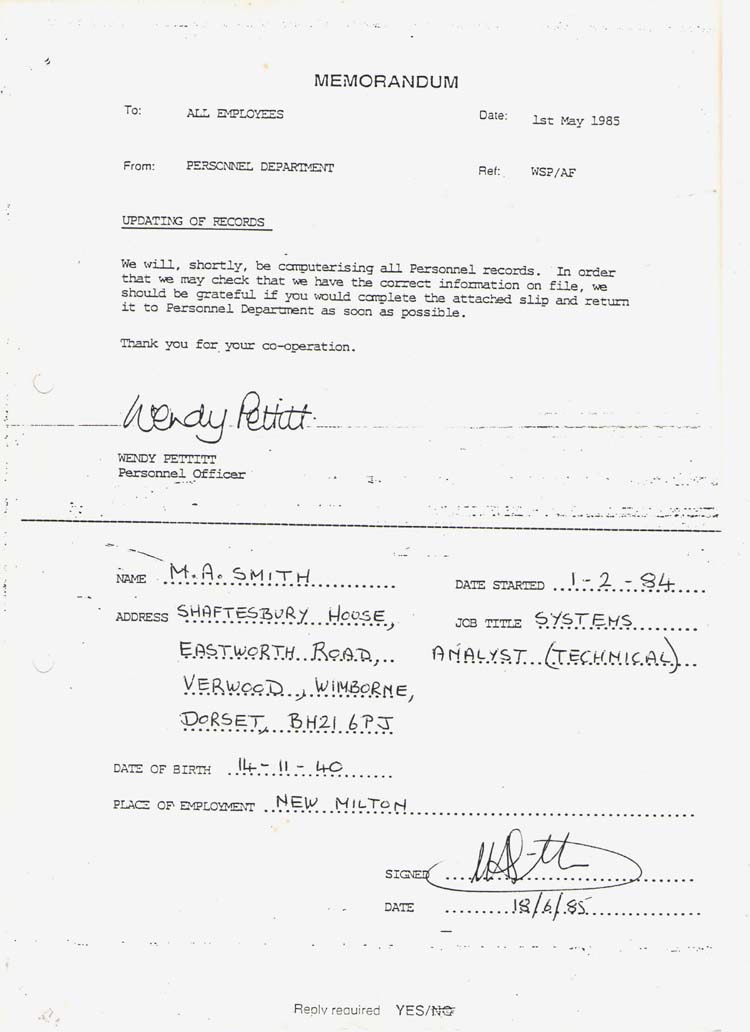 MEMORANDUM
To: ALL EMPLOYEES Date: 1st May 1985
From: PERSONNEL DEPARTMENT Ref: WSP/AF
UPDATING OF RECORDS
We will, shortly, be computerising all Personnel records. In order
that we may check that we have the correct information on file, we
should be grateful if you would complete the attached slip and return
it to Personnel Department as soon as possible.
Thank you for your co-operation.
Wendy Pettitt
WENDY PETTITT
Personnel Officer
NAME M.A. SMITH DATE STARTED 1-2-84
ADDRESS SHAFTESBURY HOUSE, JOB TITLE SYSTEMS
EASTWORTH ROAD, ANALYST (TECHNICAL)
VERWOOD, WIMBORNE,
DORSET, BH21 6PJ
DATE OF BIRTH 14-11-40
PLACE OF EMPLOYMENT NEW MILTON
SIGNED
DATE 18/6/85
Reply required YES/NO